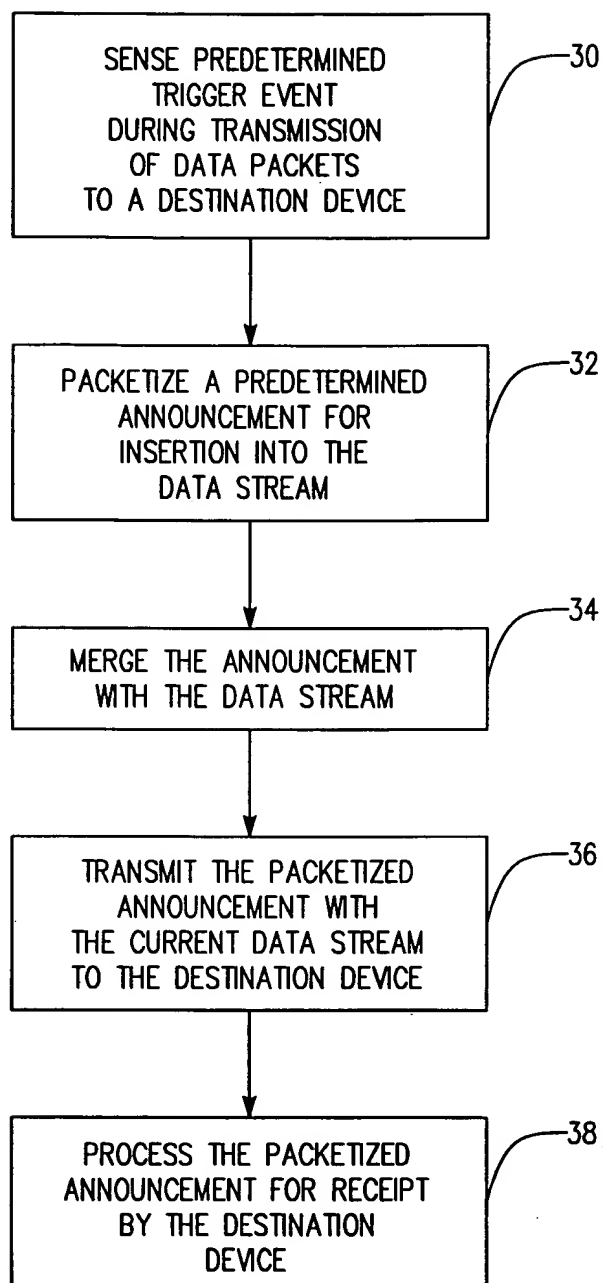 SENSE PREDETERMINED
TRIGGER EVENT
DURING TRANSMISSION
OF DATA PACKETS
TO A DESTINATION DEVICE
30
PACKETIZE A PREDETERMINED
ANNOUNCEMENT FOR
INSERTION INTO THE
DATA STREAM
32
MERGE THE ANNOUNCEMENT
WITH THE DATA STREAM
34
TRANSMIT THE PACKETIZED
ANNOUNCEMENT WITH
THE CURRENT DATA STREAM
TO THE DESTINATION DEVICE
36
PROCESS THE PACKETIZED
ANNOUNCEMENT FOR RECEIPT
BY THE DESTINATION
DEVICE
38